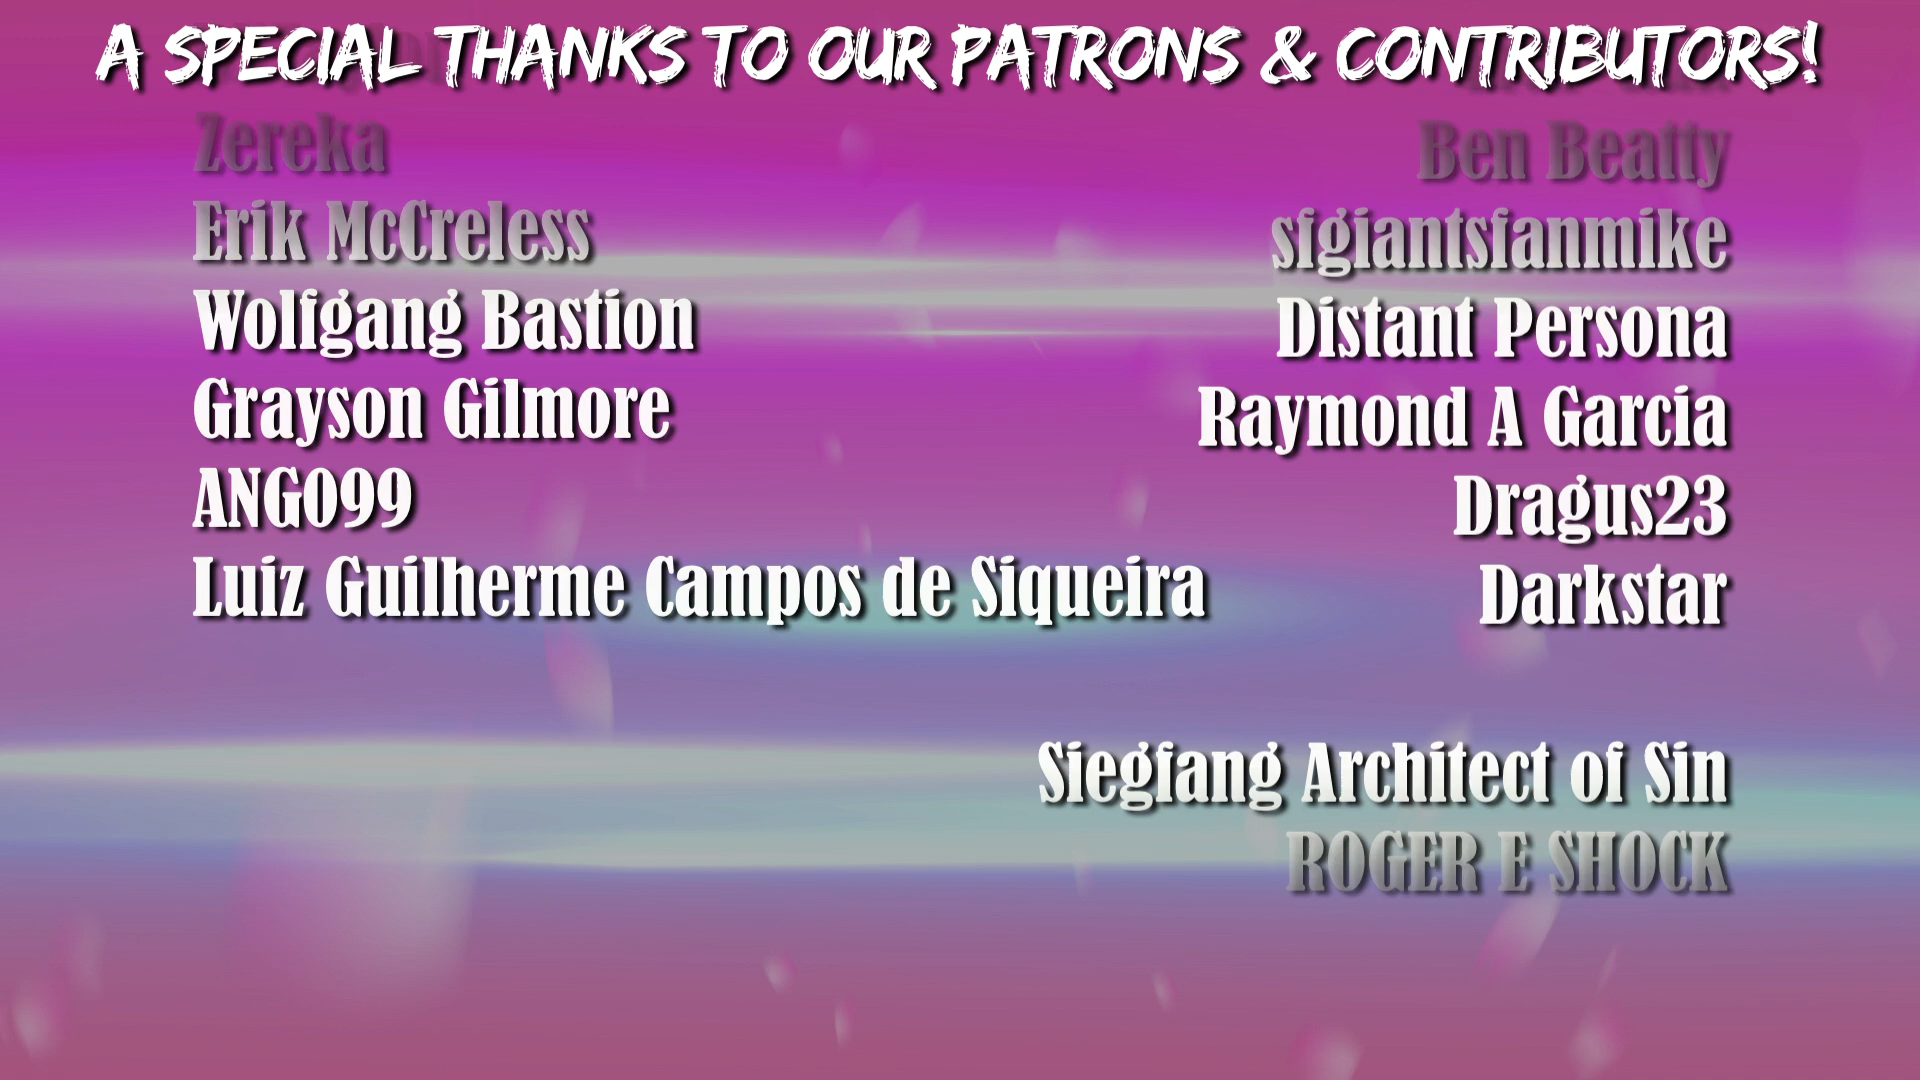 A SPECIAL THANKS TO OUR PATRONS & CONTRIBUTORS!
Zereka
Ben Beatty
Erik McCreless
sfgiantsfanmike
Wolfgang Bastion
Distant Persona
Grayson Gilmore
Raymond A Garcia
ANG099
Dragus23
Luiz Guilherme Campos de Siqueira
Darkstar
Siegfang Architect of Sin
ROGER E SHOCK